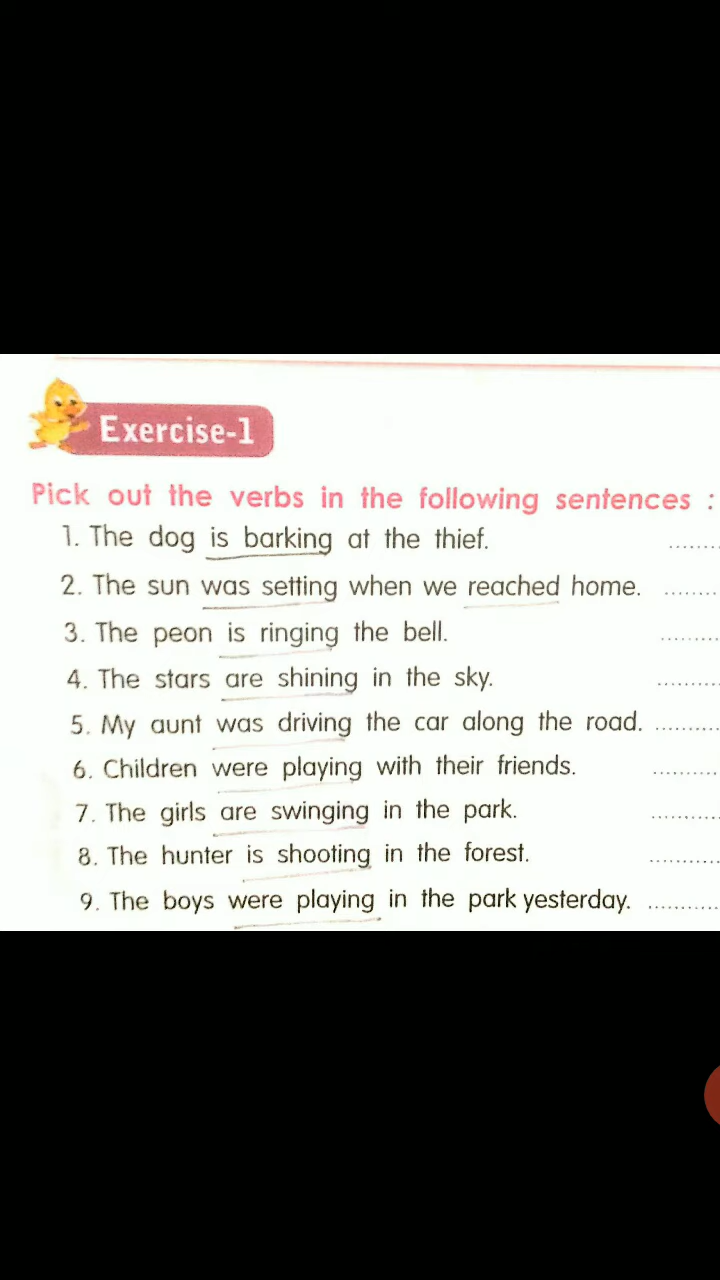 Exercise-1
Pick out the verbs in the following sentences :
1. The dog is barking at the thief. ........
2. The sun was setting when we reached home. ........
3. The peon is ringing the bell. .........
4. The stars are shining in the sky. .........
5. My aunt was driving the car along the road. ..........
6. Children were playing with their friends. ..........
7. The girls are swinging in the park. ..........
8. The hunter is shooting in the forest. ...........
9. The boys were playing in the park yesterday. ...........